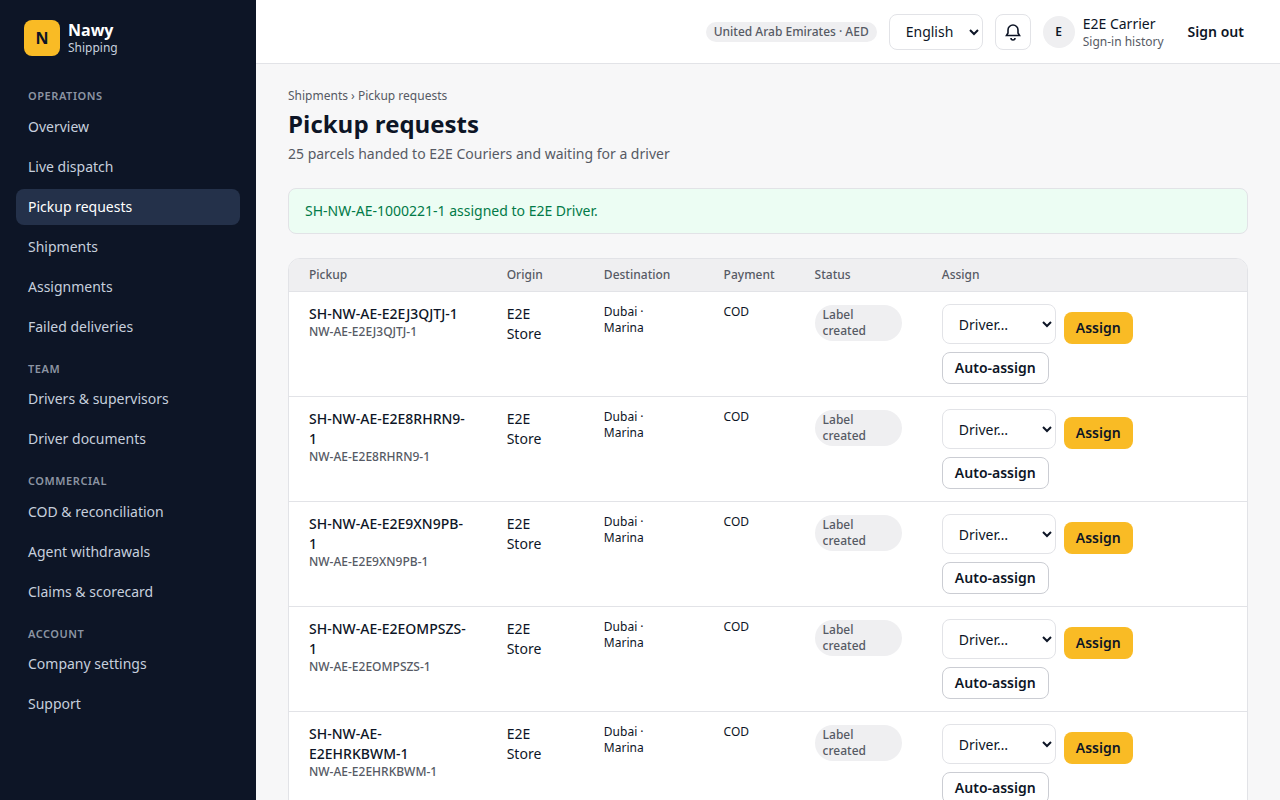 N
Nawy
Shipping
OPERATIONS
Overview
Live dispatch
Pickup requests
Shipments
Assignments
Failed deliveries
TEAM
Drivers & supervisors
Driver documents
COMMERCIAL
COD & reconciliation
Agent withdrawals
Claims & scorecard
ACCOUNT
Company settings
Support
United Arab Emirates · AED
English
E
E2E Carrier
Sign-in history
Sign out
Shipments › Pickup requests
Pickup requests
25 parcels handed to E2E Couriers and waiting for a driver
SH-NW-AE-1000221-1 assigned to E2E Driver.
Pickup Origin Destination Payment Status Assign
SH-NW-AE-E2EJ3QJTJ-1
NW-AE-E2EJ3QJTJ-1
E2E
Store
Dubai ·
Marina
COD
Label
created
Driver...
Assign
Auto-assign
SH-NW-AE-E2E8RHRN9-
1
NW-AE-E2E8RHRN9-1
E2E
Store
Dubai ·
Marina
COD
Label
created
Driver...
Assign
Auto-assign
SH-NW-AE-E2E9XN9PB-
1
NW-AE-E2E9XN9PB-1
E2E
Store
Dubai ·
Marina
COD
Label
created
Driver...
Assign
Auto-assign
SH-NW-AE-E2EOMPSZS-
1
NW-AE-E2EOMPSZS-1
E2E
Store
Dubai ·
Marina
COD
Label
created
Driver...
Assign
Auto-assign
SH-NW-AE-
E2EHRKBWM-1
NW-AE-E2EHRKBWM-1
E2E
Store
Dubai ·
Marina
COD
Label
created
Driver...
Assign
Auto-assign